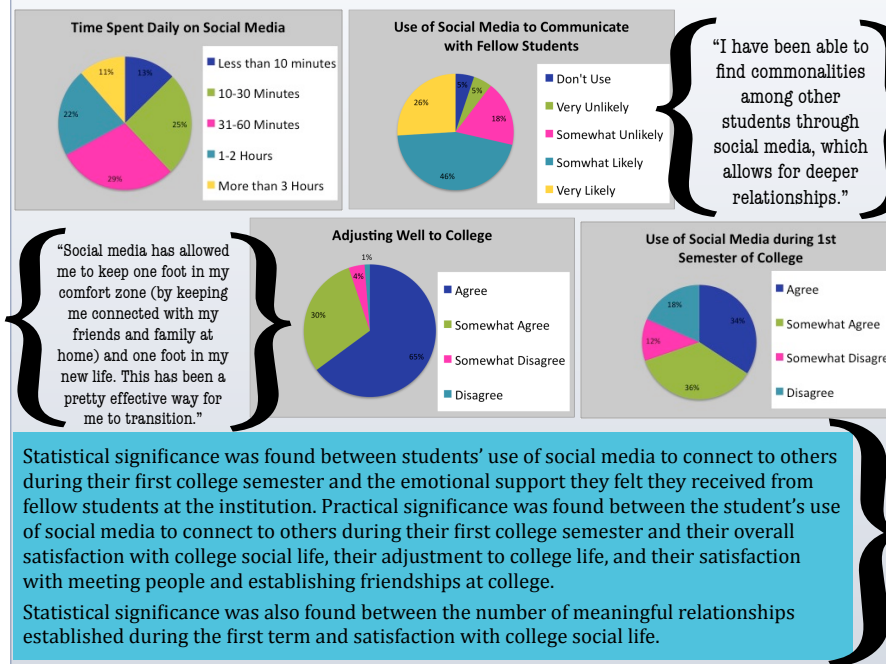 Time Spent Daily on Social Media
13%
25%
29%
22%
11%
Less than 10 minutes
10-30 Minutes
31-60 Minutes
1-2 Hours
More than 3 Hours
Use of Social Media to Communicate
with Fellow Students
5%
5%
18%
46%
26%
Don't Use
Very Unlikely
Somewhat Unlikely
Somwhat Likely
Very Likely
“I have been able to
find commonalities
among other
students through
social media, which
allows for deeper
relationships.”
“Social media has allowed
me to keep one foot in my
comfort zone (by keeping
me connected with my
friends and family at
home) and one foot in my
new life. This has been a
pretty effective way for
me to transition.”
Adjusting Well to College
1%
4%
30%
65%
Agree
Somewhat Agree
Somewhat Disagree
Disagree
Use of Social Media during 1st
Semester of College
18%
34%
12%
36%
Agree
Somewhat Agree
Somewhat Disagre
Disagree
Statistical significance was found between students’ use of social media to connect to others
during their first college semester and the emotional support they felt they received from
fellow students at the institution. Practical significance was found between the student’s use
of social media to connect to others during their first college semester and their overall
satisfaction with college social life, their adjustment to college life, and their satisfaction
with meeting people and establishing friendships at college.
Statistical significance was also found between the number of meaningful relationships
established during the first term and satisfaction with college social life.